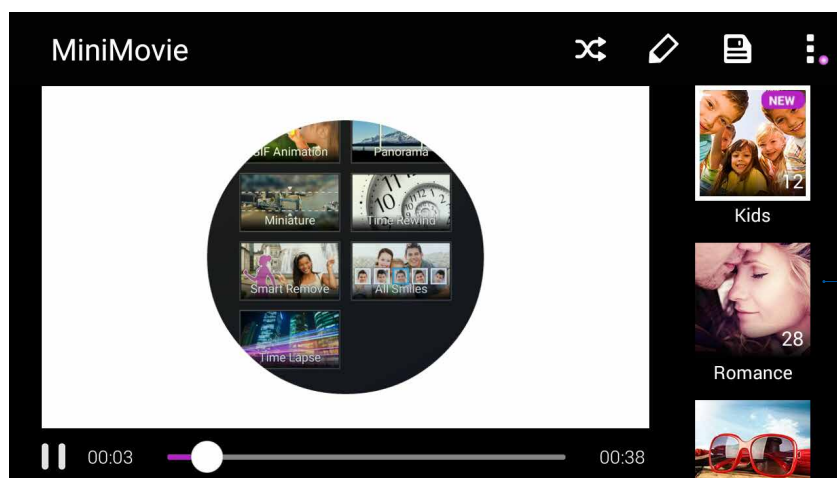 MiniMovie
GIF Animation
Panorama
Miniature
Time Rewind
Smart Remove
All Smiles
Time Lapse
NEW
12
Kids
28
Romance
00:03
00:38